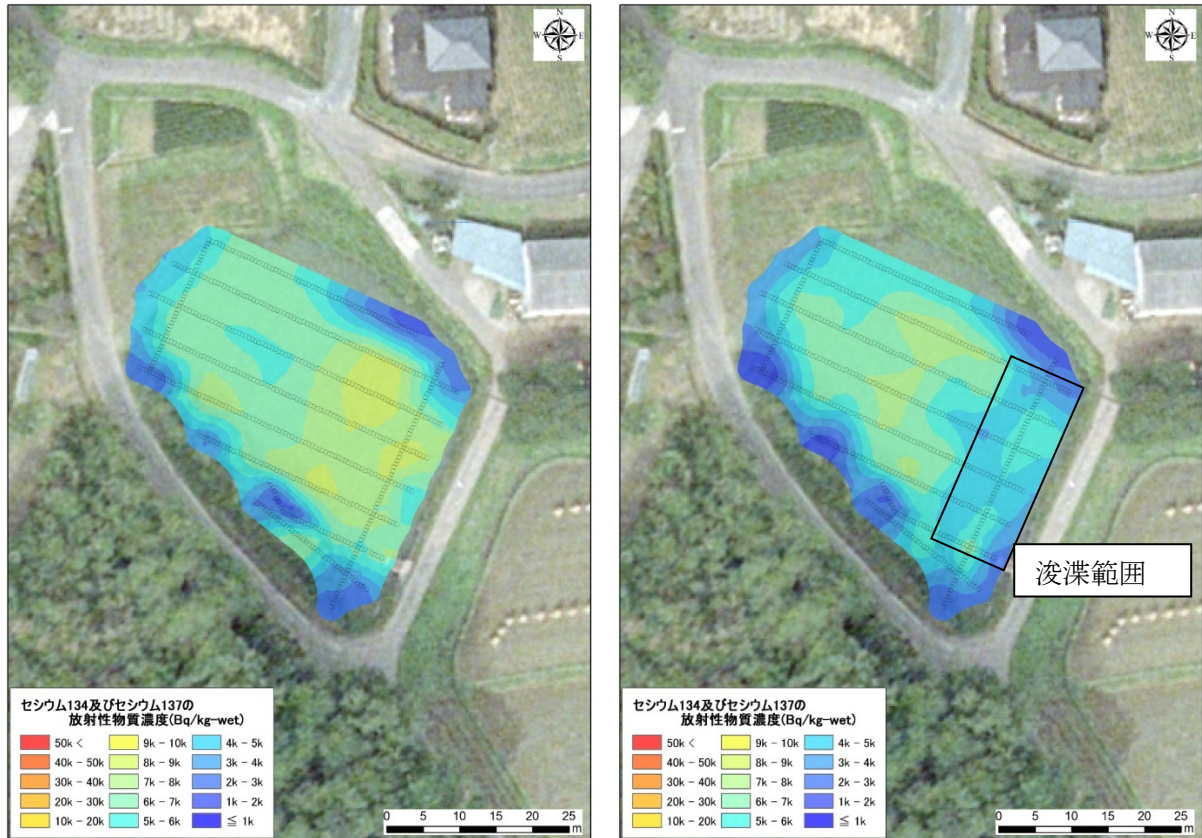 N
W E
S
セシウム134及びセシウム137の
放射性物質濃度(Bq/kg-wet)
50k < 9k - 10k 4k - 5k
40k - 50k 8k - 9k 3k - 4k
30k - 40k 7k - 8k 2k - 3k
20k - 30k 6k - 7k 1k - 2k
10k - 20k 5k - 6k ≦ 1k
0 5 10 15 20 25
m
N
W E
S
浚渫範囲
セシウム134及びセシウム137の
放射性物質濃度(Bq/kg-wet)
50k < 9k - 10k 4k - 5k
40k - 50k 8k - 9k 3k - 4k
30k - 40k 7k - 8k 2k - 3k
20k - 30k 6k - 7k 1k - 2k
10k - 20k 5k - 6k ≦ 1k
0 5 10 15 20 25
m